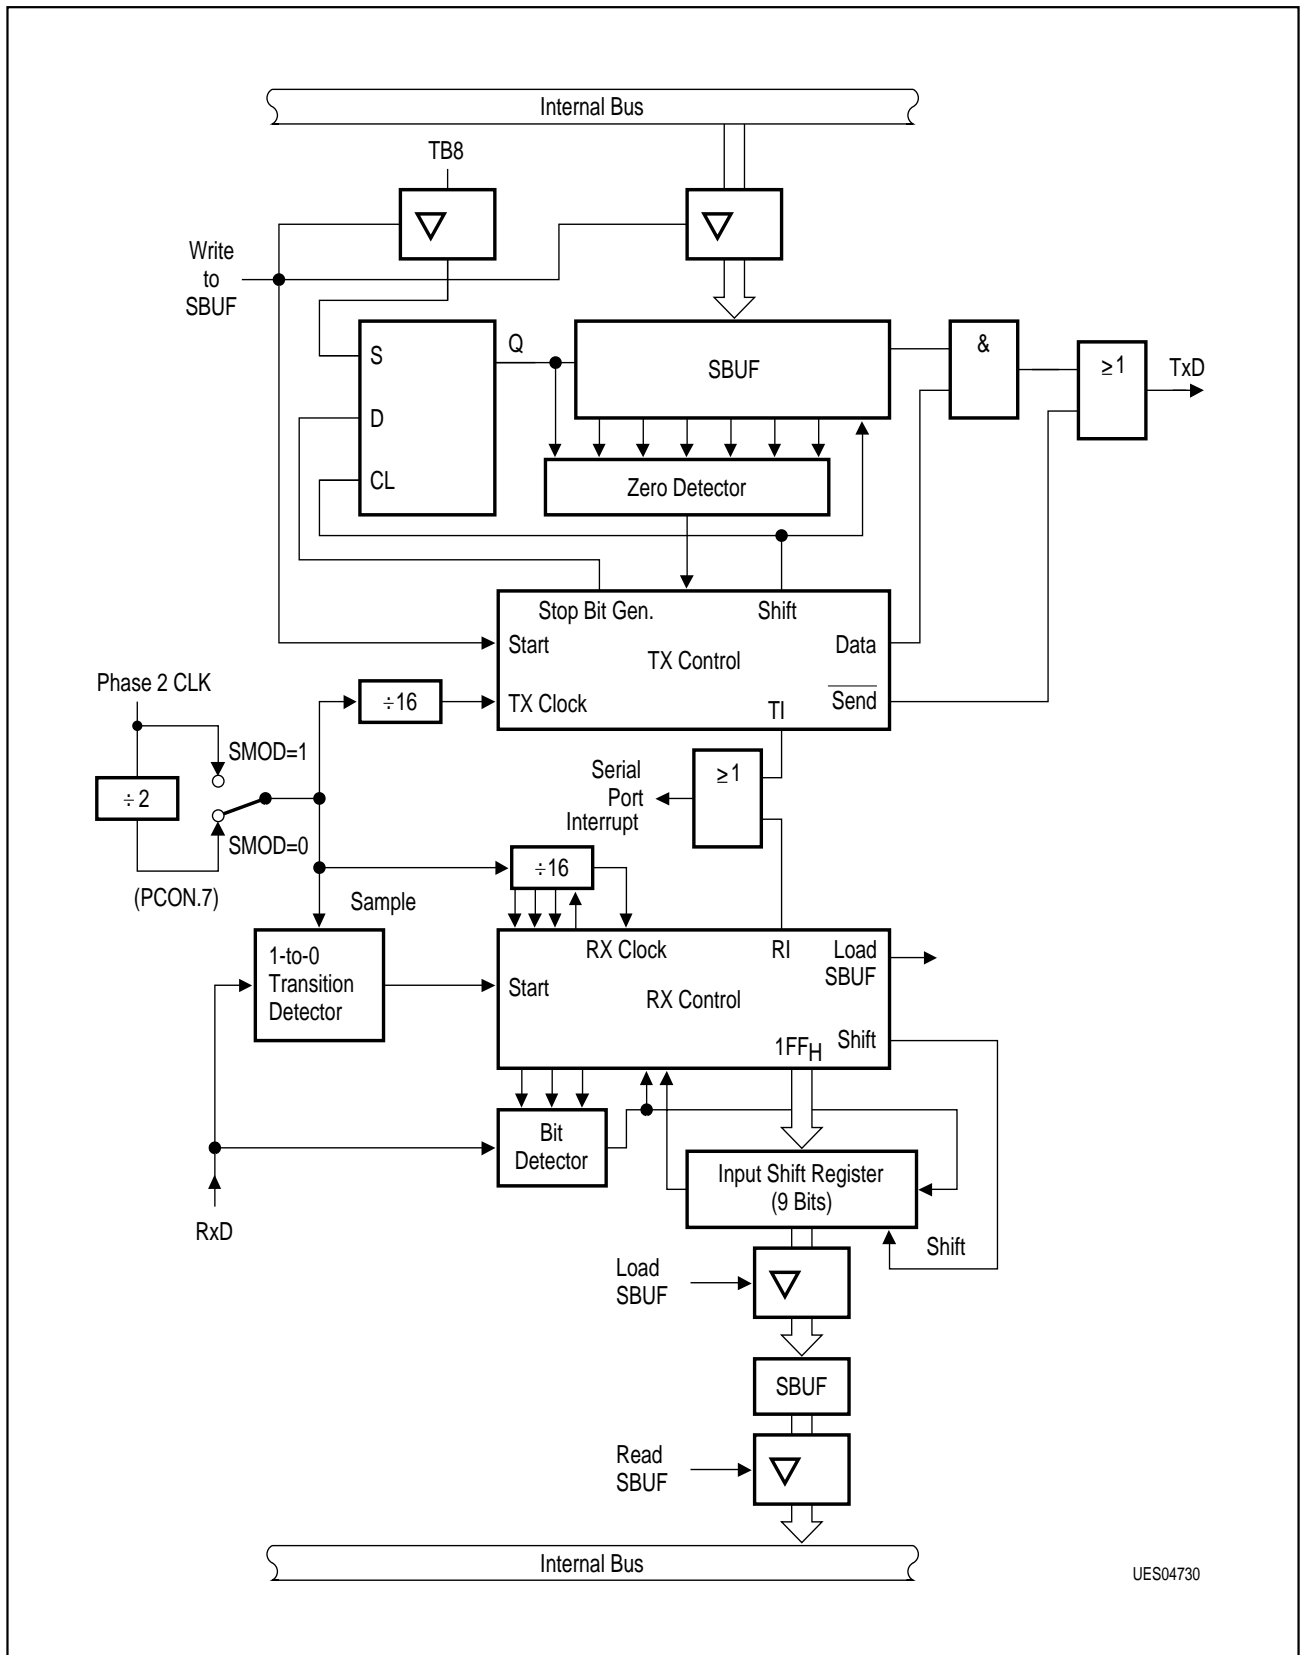 Internal Bus
TB8
Write
to
SBUF
S
Q
D
CL
SBUF
&
≥1
TxD
Zero Detector
Stop Bit Gen.
Shift
Start
TX Control
Data
Phase 2 CLK
÷16
TX Clock
TI
Send
SMOD=1
÷2
SMOD=0
(PCON.7)
Serial
Port
Interrupt
≥1
÷16
Sample
1-to-0
Transition
Detector
RX Clock
RI
Load
SBUF
Start
RX Control
1FFH
Shift
Bit
Detector
Input Shift Register
(9 Bits)
RxD
Shift
Load
SBUF
SBUF
Read
SBUF
Internal Bus
UES04730